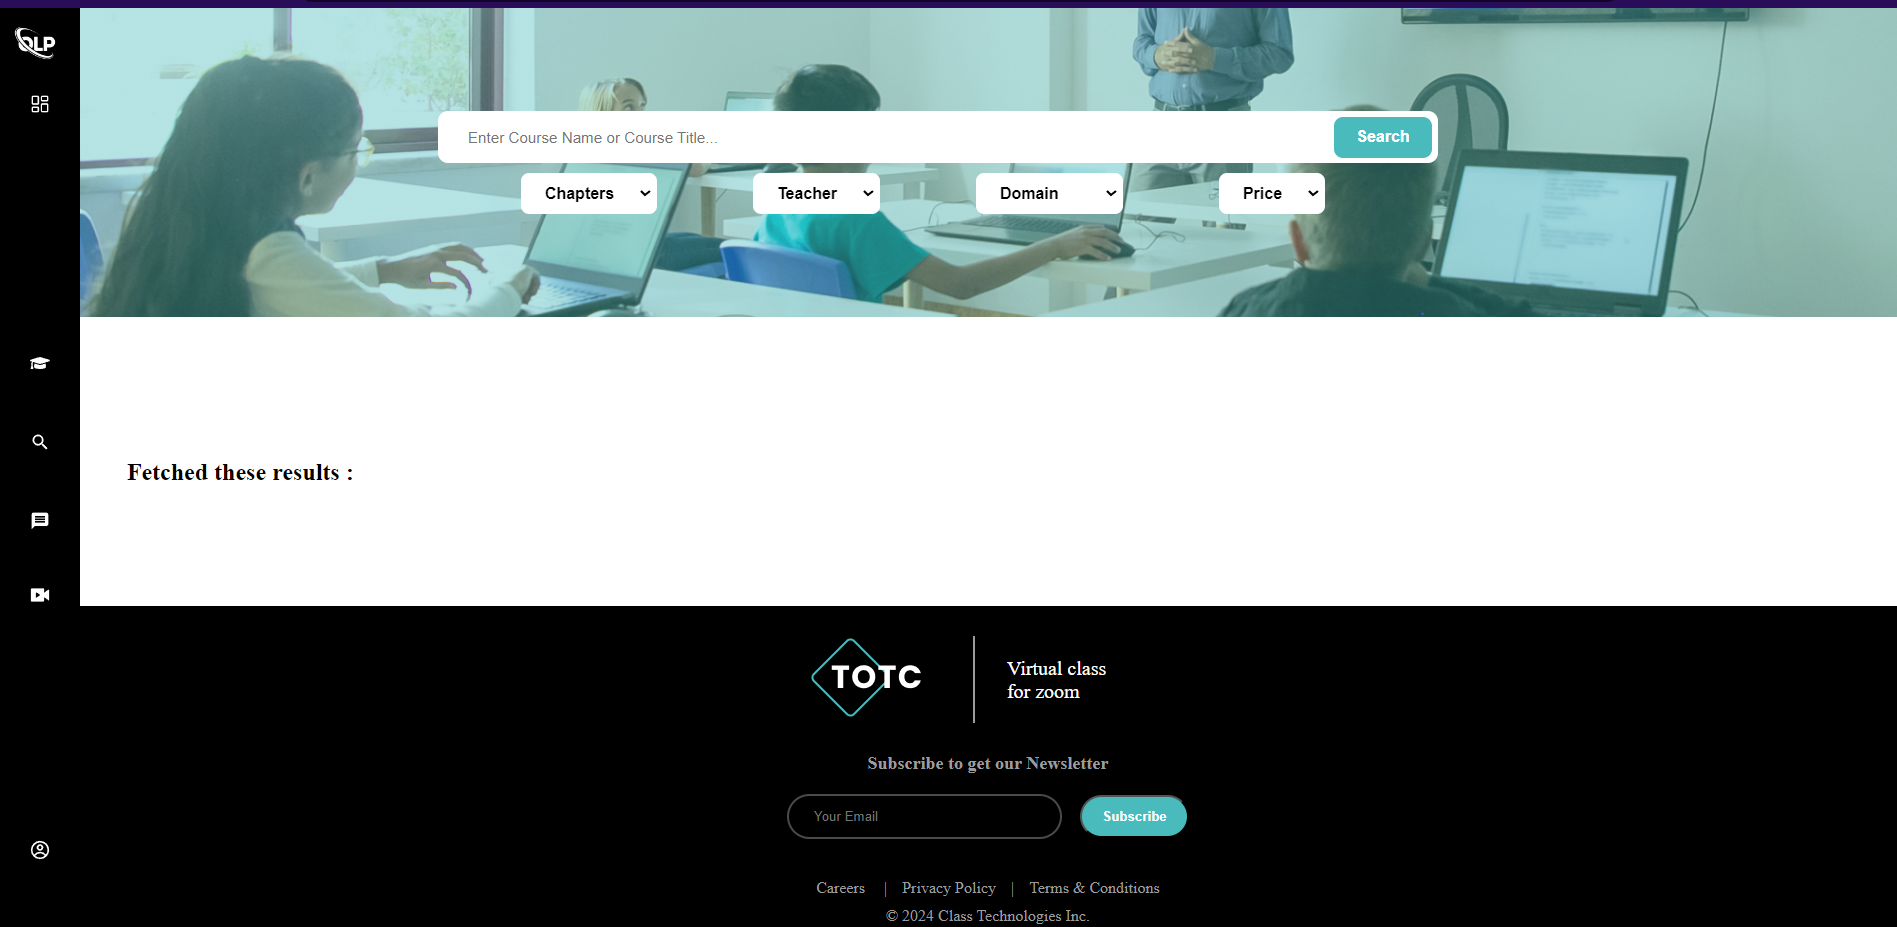 OLP
Enter Course Name or Course Title...
Search
Chapters
Teacher
Domain
Price
Fetched these results :
TOTC
Virtual class
for zoom
Subscribe to get our Newsletter
Your Email
Subscribe
Careers | Privacy Policy | Terms & Conditions
© 2024 Class Technologies Inc.